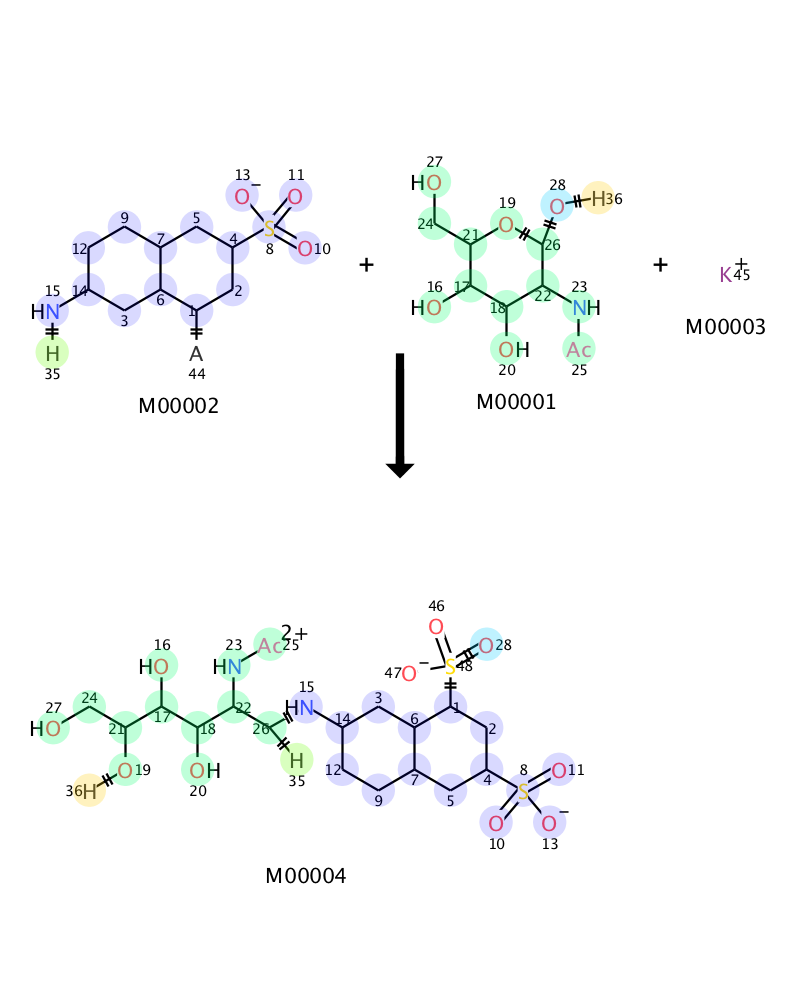 27
HO
24
21
19
O
28
O
H 36
26
16
HO
17
18
22
23
NH
OH
20
Ac
25
M00001
+
13
O−
11
O
9
5
12
7
4
S
8
O 10
15
HN
14
6
2
3
1
H
35
A
44
M00002
+
K+
45
M00003
46
O
2+
16
HO
23
HN
Ac
25
47 O−
S
48
O 28
27
HO
24
21
17
18
22
26
15
HN
14
3
6
1
2
36 H
O 19
OH
20
H
35
12
9
7
5
4
8
S
O 11
O
10
O−
13
M00004